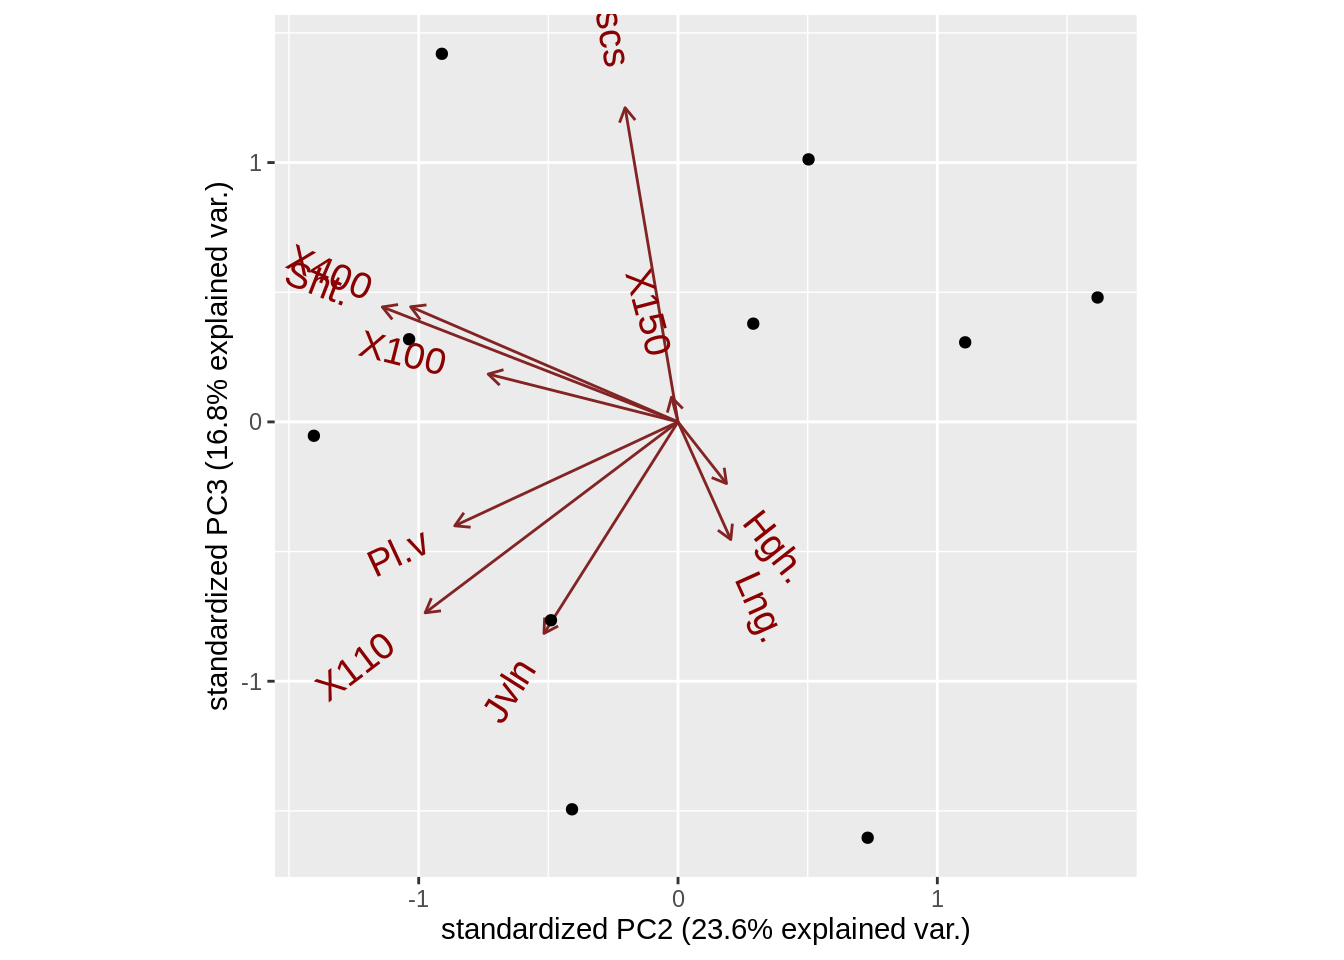 scs
1
X400
Sht.
X150
X100
0
Hgh.
Pl.v
Lng.
X110
Jvln
-1
-1 0 1
standardized PC2 (23.6% explained var.)
standardized PC3 (16.8% explained var.)